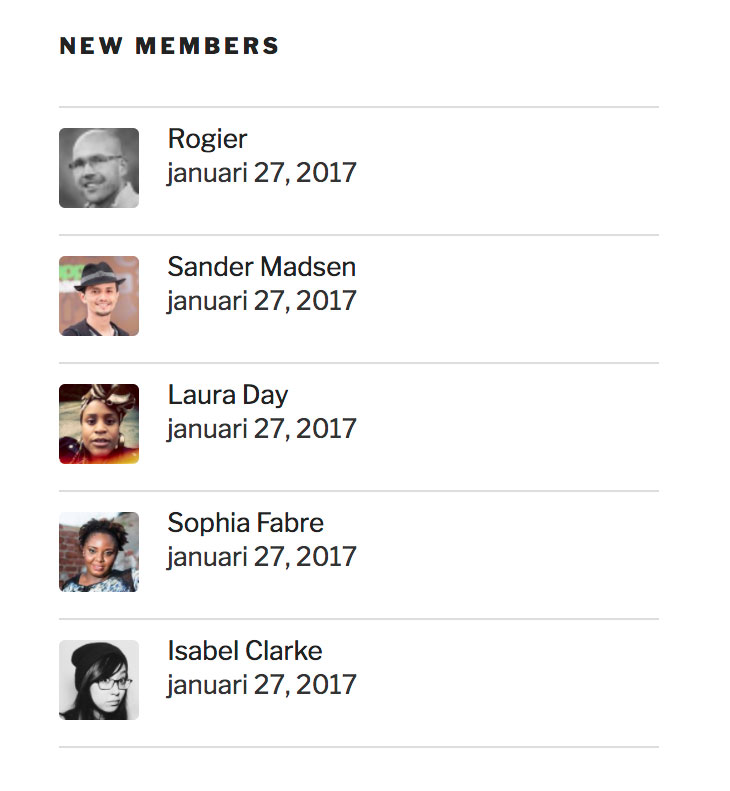 NEW MEMBERS
Rogier
januari 27, 2017
Sander Madsen
januari 27, 2017
Laura Day
januari 27, 2017
Sophia Fabre
januari 27, 2017
Isabel Clarke
januari 27, 2017